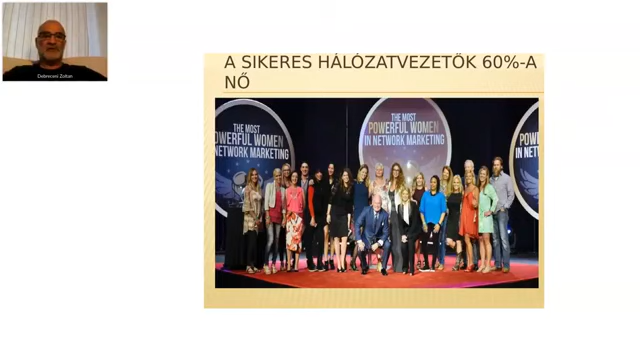 Debreceni Zoltan
A SIKERES HÁLÓZATVEZETŐK 60%-A
NŐ
THE MOST
POWERFUL WOMEN
IN NETWORK MARKETING
THE MOST
POWERFUL WOMEN
IN NETWORK MARKETING